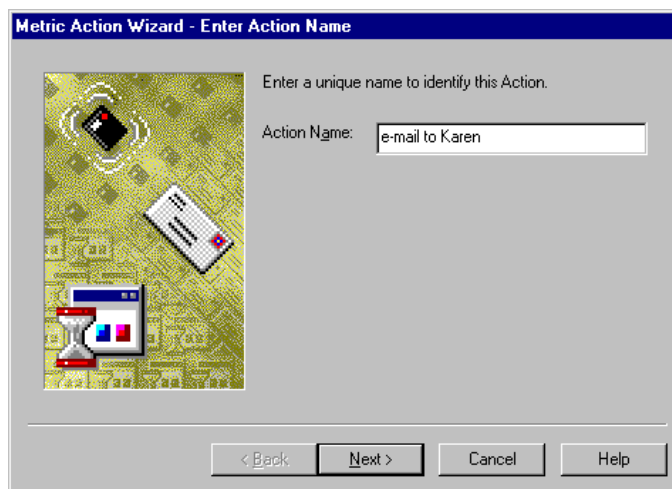 Metric Action Wizard - Enter Action Name
Enter a unique name to identify this Action.
Action Name: e-mail to Karen
< Back Next > Cancel Help